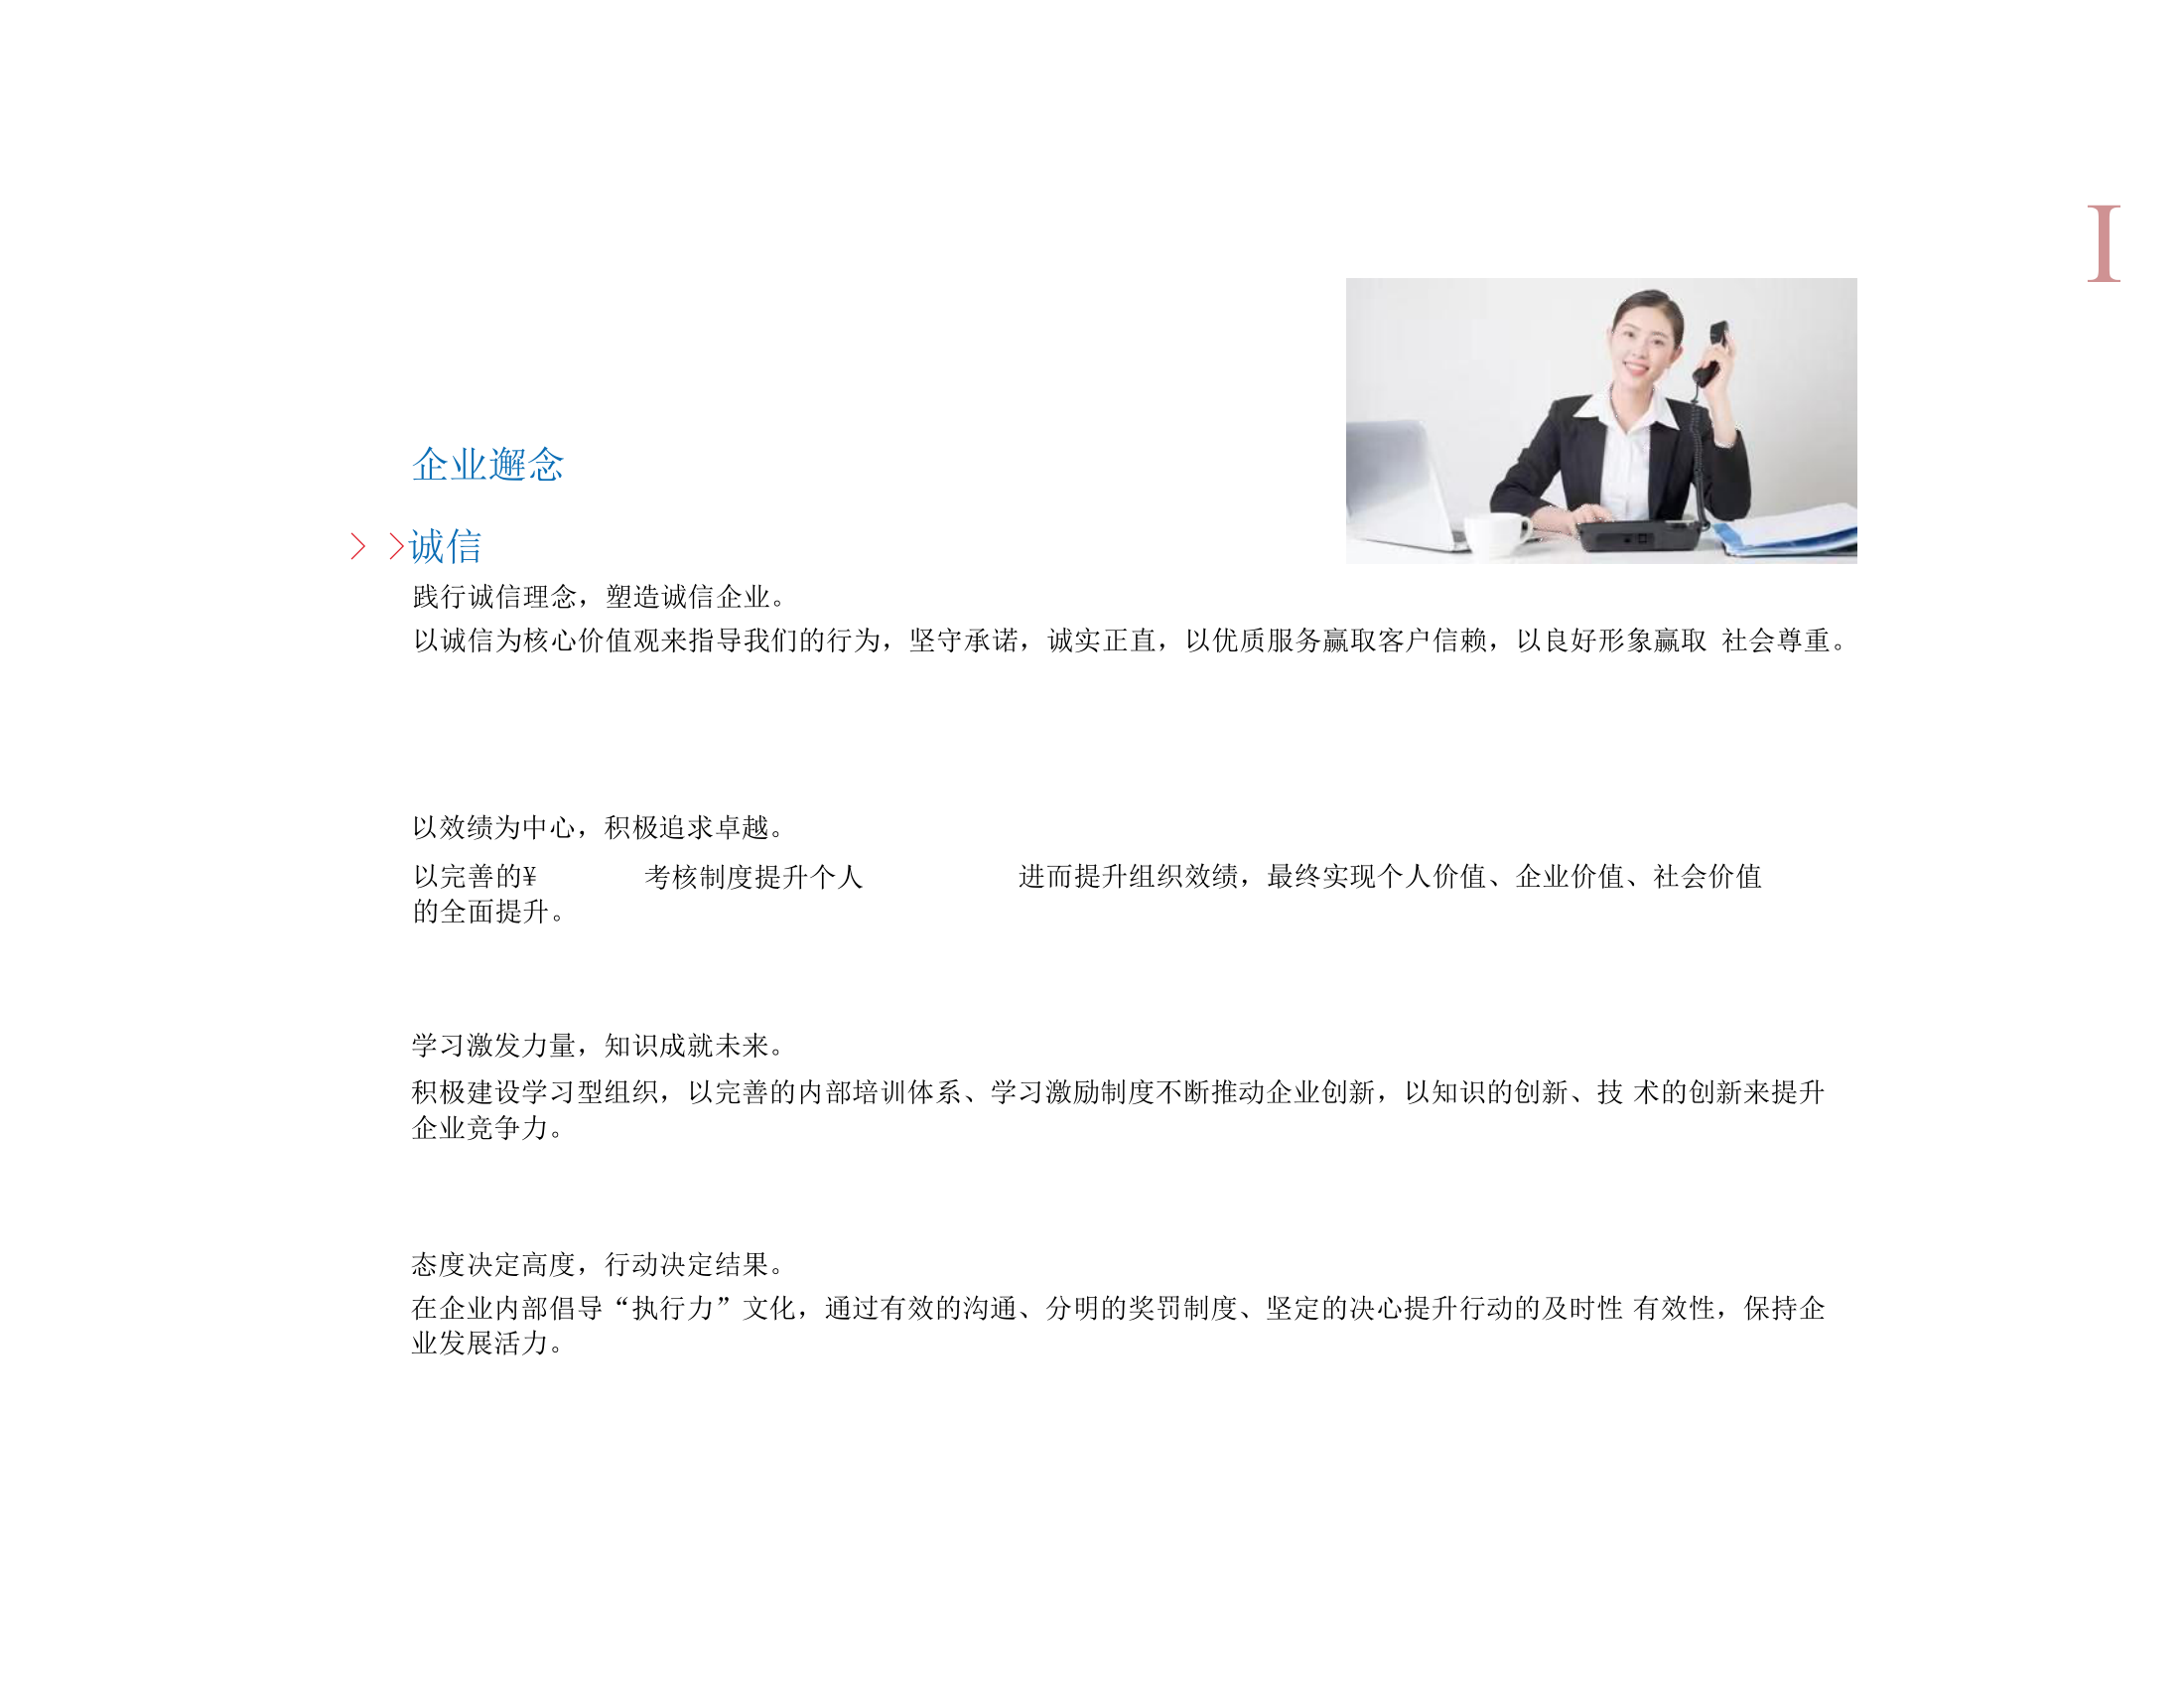 I
企业邂念
> >诚信
践行诚信理念，塑造诚信企业。
以诚信为核心价值观来指导我们的行为，坚守承诺，诚实正直，以优质服务赢取客户信赖，以良好形象赢取 社会尊重。
以效绩为中心，积极追求卓越。
以完善的¥ 考核制度提升个人 进而提升组织效绩，最终实现个人价值、企业价值、社会价值
的全面提升。
学习激发力量，知识成就未来。
积极建设学习型组织，以完善的内部培训体系、学习激励制度不断推动企业创新，以知识的创新、技 术的创新来提升
企业竞争力。
态度决定高度，行动决定结果。
在企业内部倡导“执行力”文化，通过有效的沟通、分明的奖罚制度、坚定的决心提升行动的及时性 有效性，保持企
业发展活力。